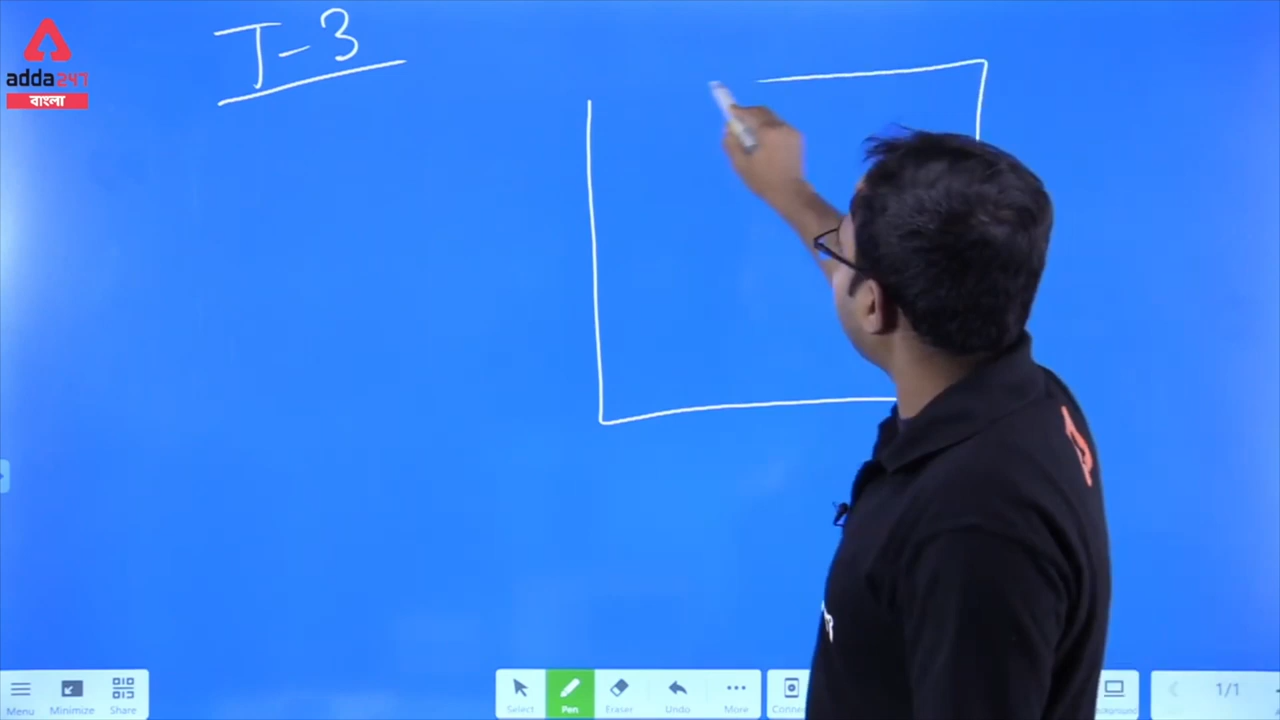 T-3
adda247
বাংলা
Menu
Minimize
Share
Select
Pen
Eraser
Undo
More
1/1